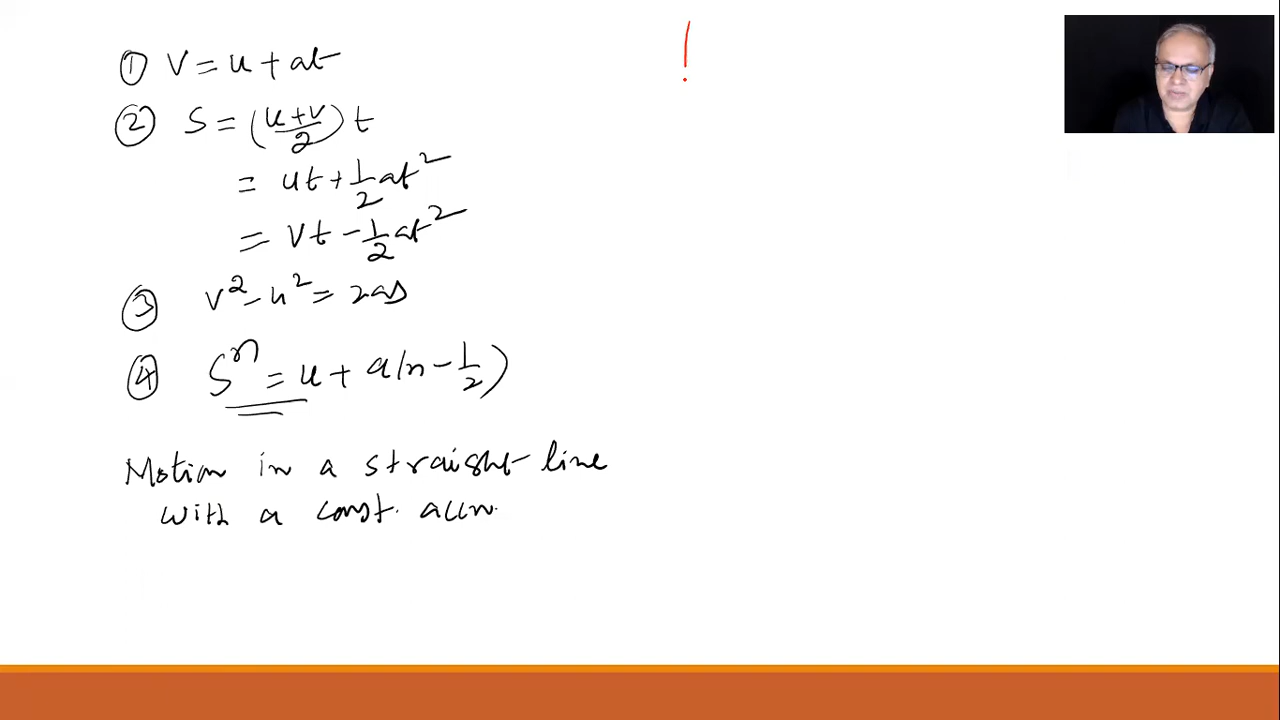 ① V = u + at
② S = (u+v/2) t
= ut + 1/2 at²
= Vt - 1/2 at²
③ v² - u² = 2as
④ Sⁿ = u + a(n - 1/2)
Motion in a straight line
with a const. accn.